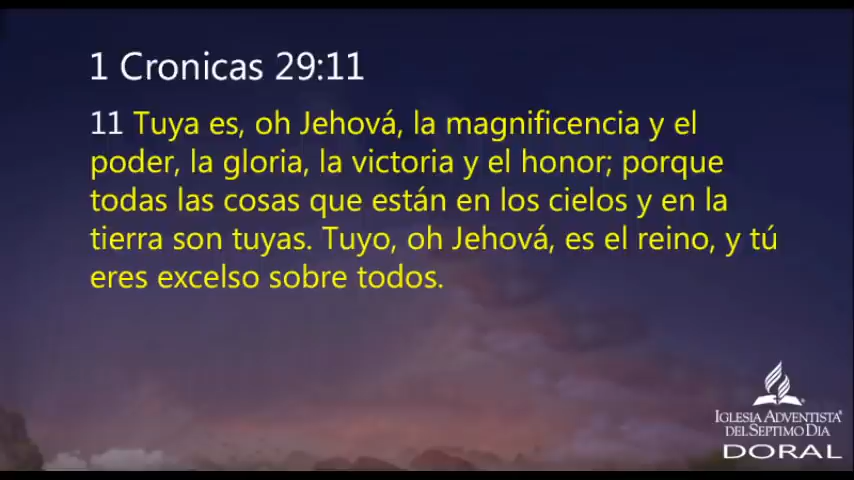 1 Cronicas 29:11
11 Tuya es, oh Jehová, la magnificencia y el
poder, la gloria, la victoria y el honor; porque
todas las cosas que están en los cielos y en la
tierra son tuyas. Tuyo, oh Jehová, es el reino, y tú
eres excelso sobre todos.
IGLESIA ADVENTISTA®
DEL SEPTIMO DIA
DORAL